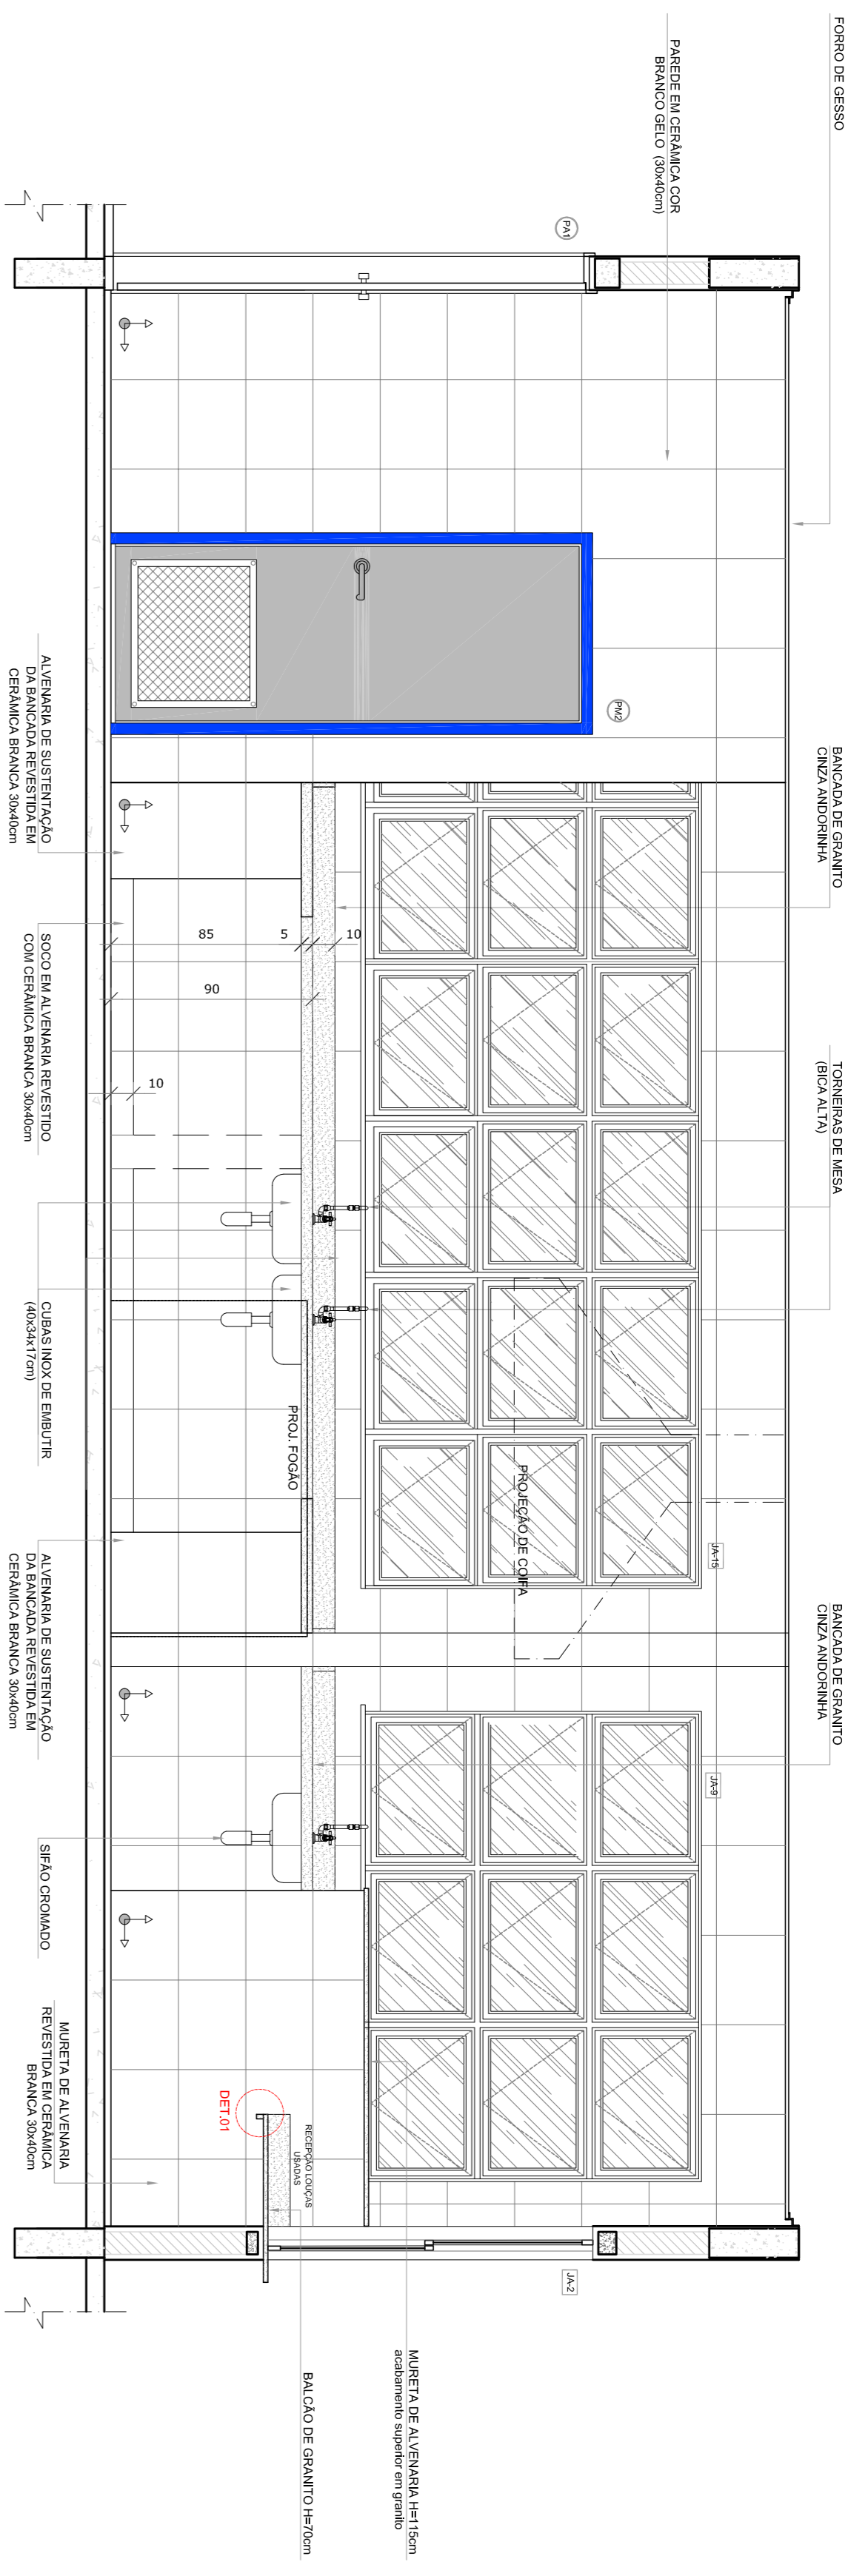 FORRO DE GESSO
PAREDE EM CERÂMICA COR
BRANCO GELO (30x40cm)
BANCADA DE GRANITO
CINZA ANDORINHA
TORNEIRAS DE MESA
(BICA ALTA)
BANCADA DE GRANITO
CINZA ANDORINHA
PA1
PM2
JA-15
JA-9
JA-2
PROJEÇÃO DE COIFA
PROJ. FOGÃO
85
5
10
90
10
RECEPÇÃO LOUÇAS
USADAS
DET.01
MURETA DE ALVENARIA H=115cm
acabamento superior em granito
BALCÃO DE GRANITO H=70cm
ALVENARIA DE SUSTENTAÇÃO
DA BANCADA REVESTIDA EM
CERÂMICA BRANCA 30x40cm
SOCO EM ALVENARIA REVESTIDO
COM CERÂMICA BRANCA 30x40cm
CUBAS INOX DE EMBUTIR
(40x34x17cm)
ALVENARIA DE SUSTENTAÇÃO
DA BANCADA REVESTIDA EM
CERÂMICA BRANCA 30x40cm
SIFÃO CROMADO
MURETA DE ALVENARIA
REVESTIDA EM CERÂMICA
BRANCA 30x40cm